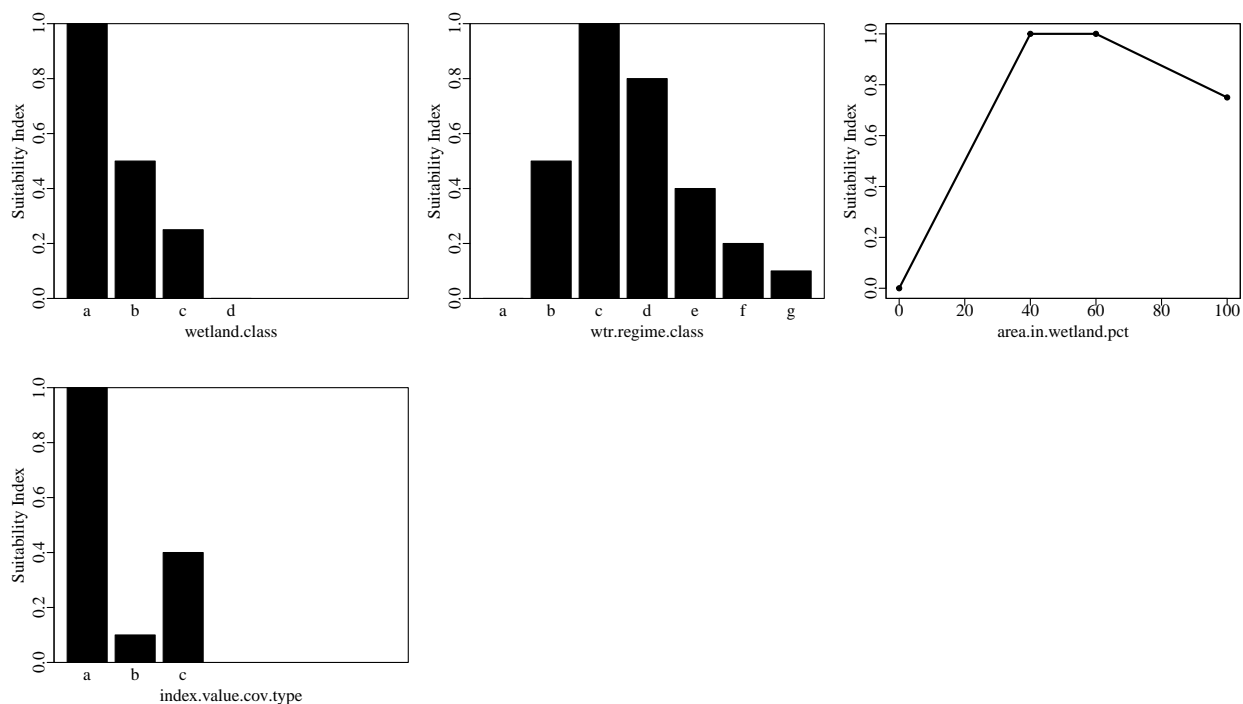 Suitability Index
0.0 0.2 0.4 0.6 0.8 1.0
a b c d
wetland.class
Suitability Index
0.0 0.2 0.4 0.6 0.8 1.0
a b c d e f g
wtr.regime.class
Suitability Index
0.0 0.2 0.4 0.6 0.8 1.0
0 20 40 60 80 100
area.in.wetland.pct
Suitability Index
0.0 0.2 0.4 0.6 0.8 1.0
a b c
index.value.cov.type